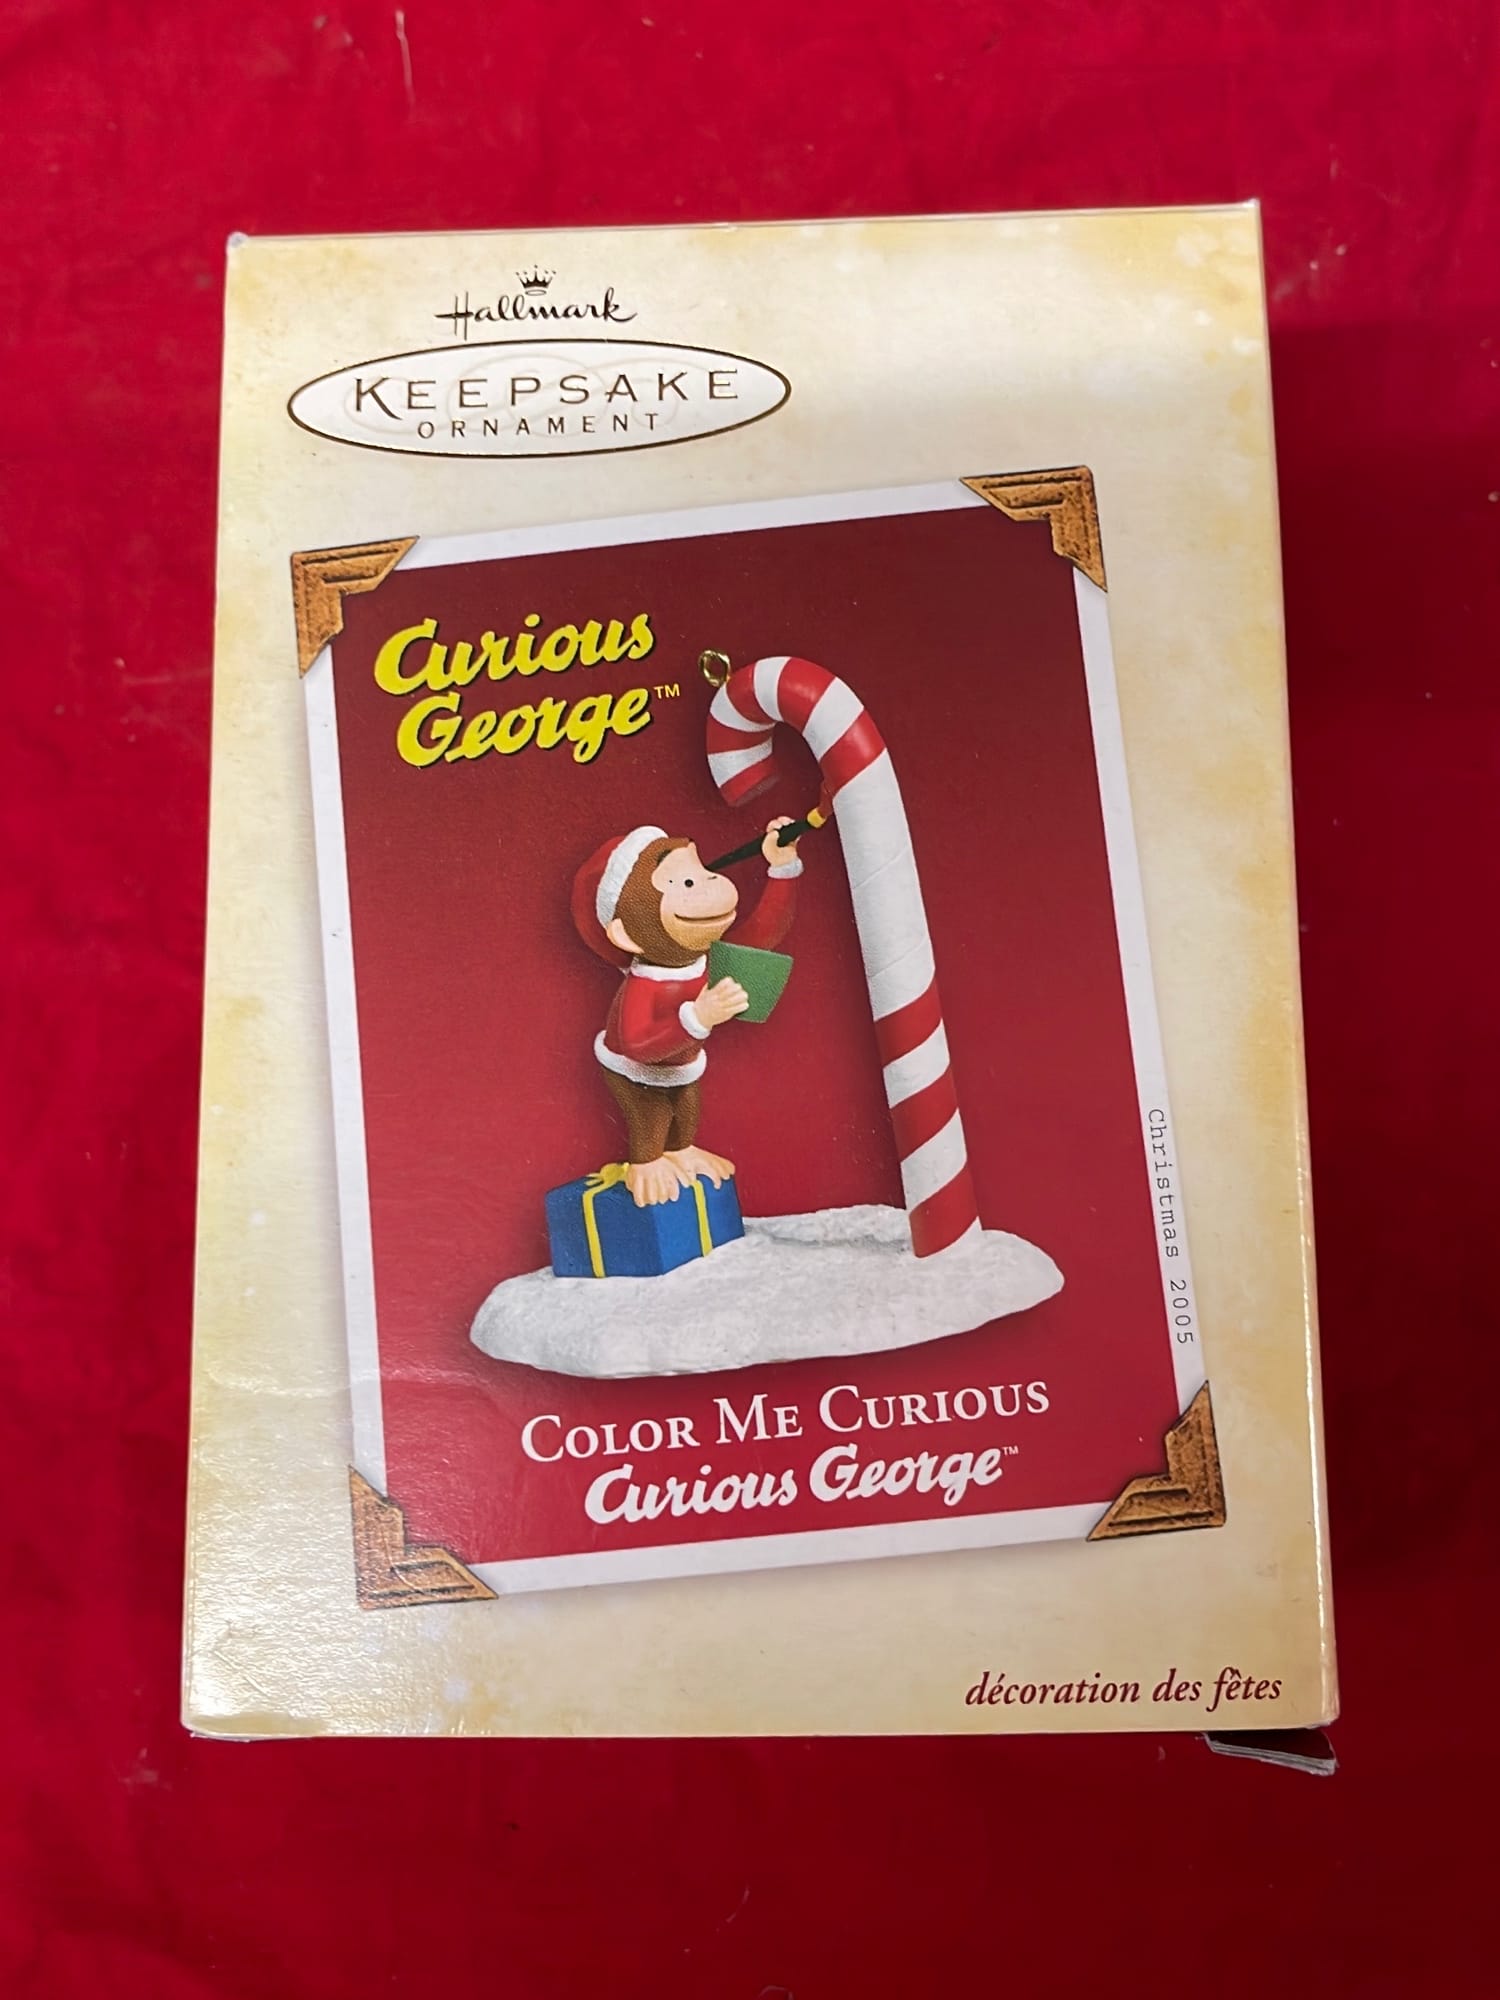 Hallmark
KEEPSAKE
ORNAMENT
Curious
George™
Christmas 2005
COLOR ME CURIOUS
Curious George™
décoration des fêtes